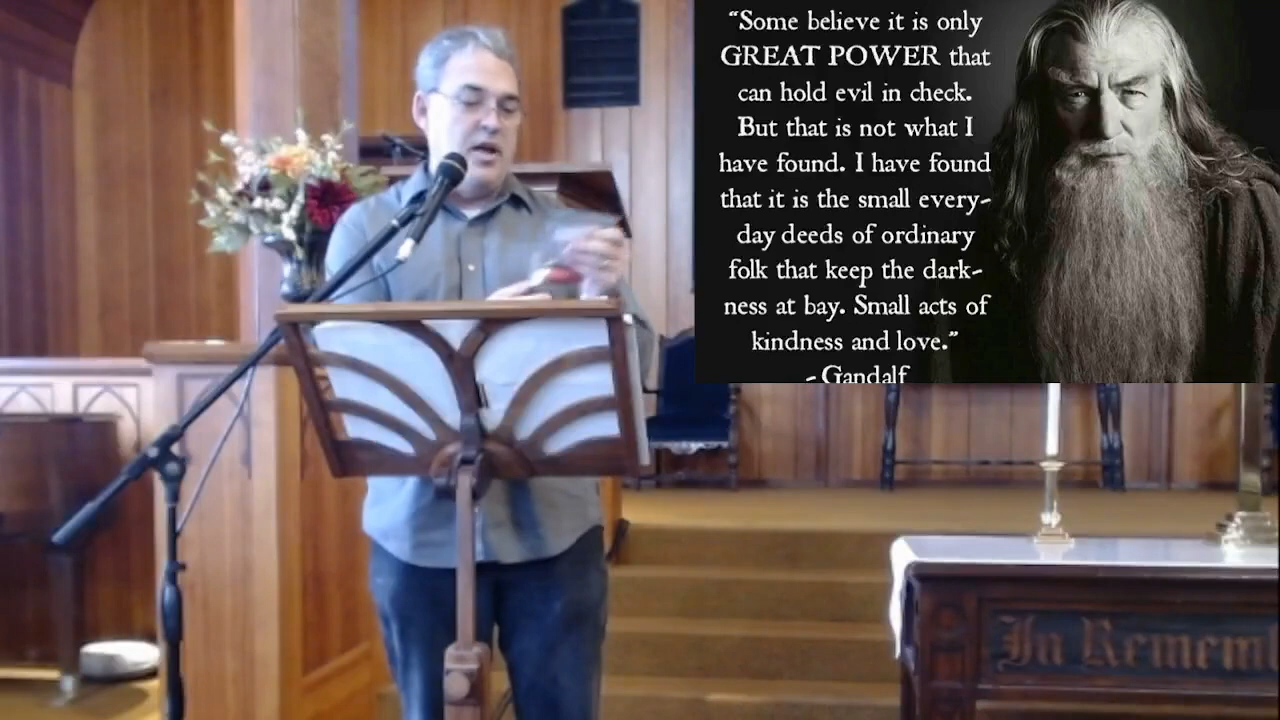 “Some believe it is only
GREAT POWER that
can hold evil in check.
But that is not what I
have found. I have found
that it is the small every-
day deeds of ordinary
folk that keep the dark-
ness at bay. Small acts of
kindness and love.”
- Gandalf
In Rememb